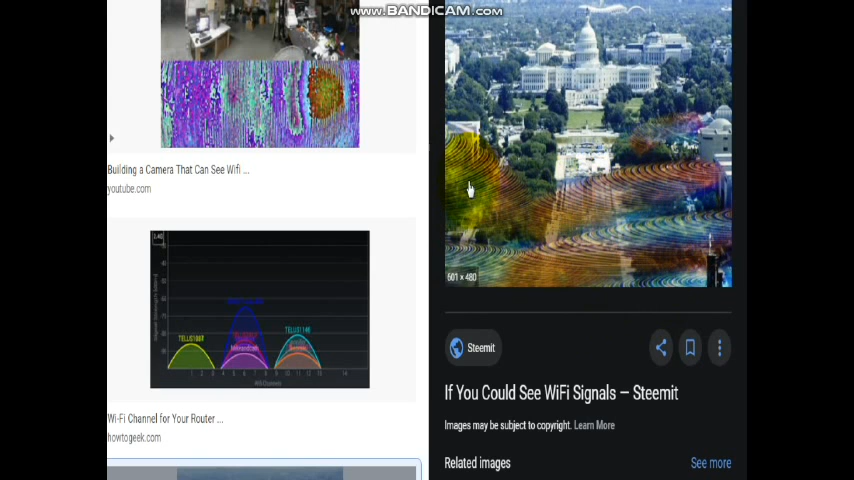 www.BANDICAM.com
Building a Camera That Can See Wifi ...
youtube.com
TELUS1148
Wi-Fi Channel for Your Router ...
howtogeek.com
Steemit
If You Could See WiFi Signals – Steemit
Images may be subject to copyright. Learn More
Related images
See more